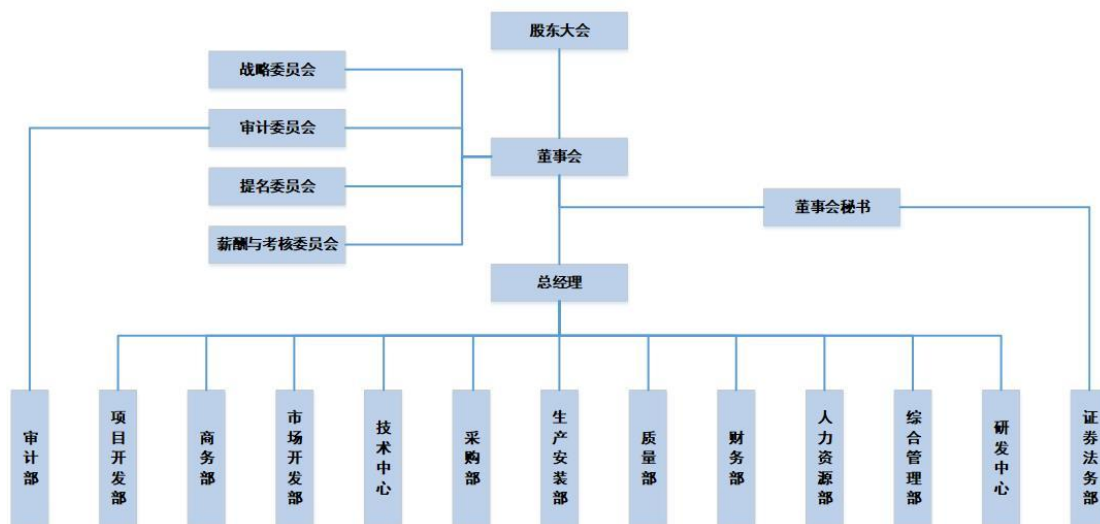 股东大会
战略委员会
审计委员会
董事会
提名委员会
董事会秘书
薪酬与考核委员会
总经理
审计部
项目开发部
商务部
市场开发部
技术中心
采购部
生产安装部
质量部
财务部
人力资源部
综合管理部
研发中心
证券法务部